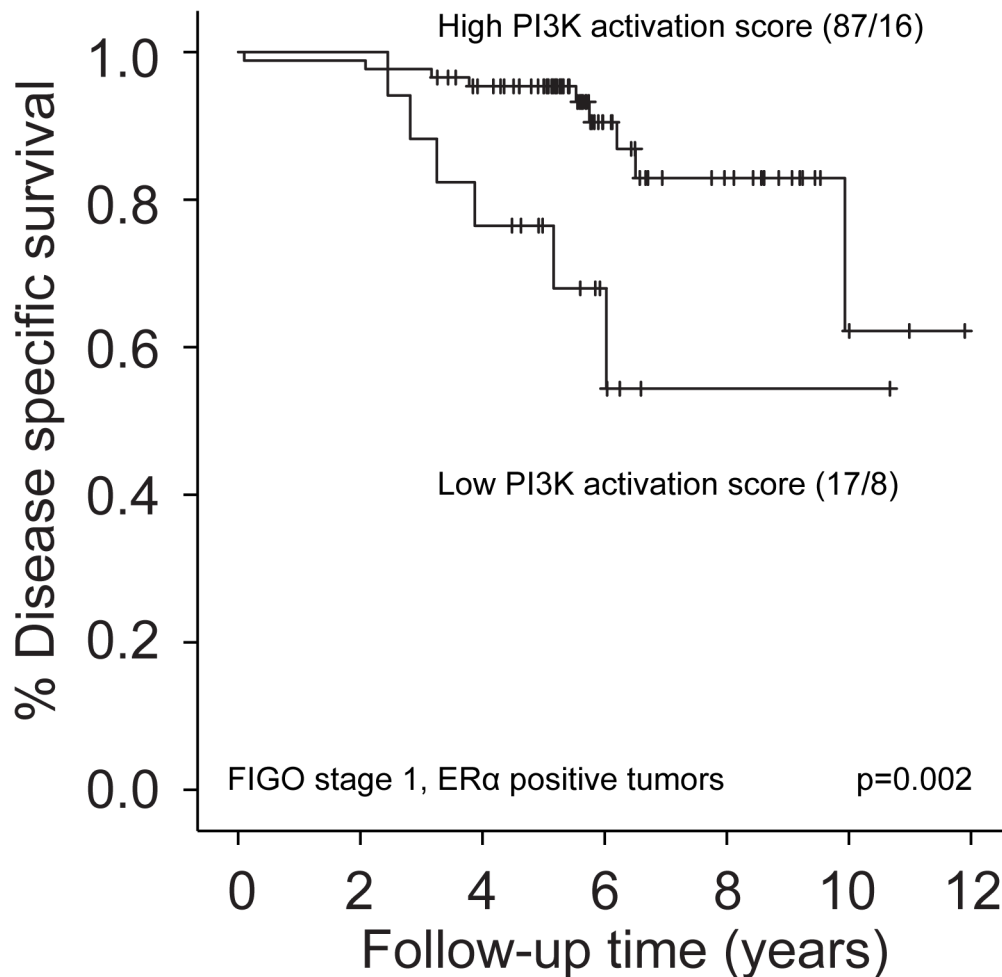 High PI3K activation score (87/16)
1.0
0.8
0.6
0.4
0.2
0.0
% Disease specific survival
Low PI3K activation score (17/8)
FIGO stage 1, ERα positive tumors
p=0.002
0 2 4 6 8 10 12
Follow-up time (years)